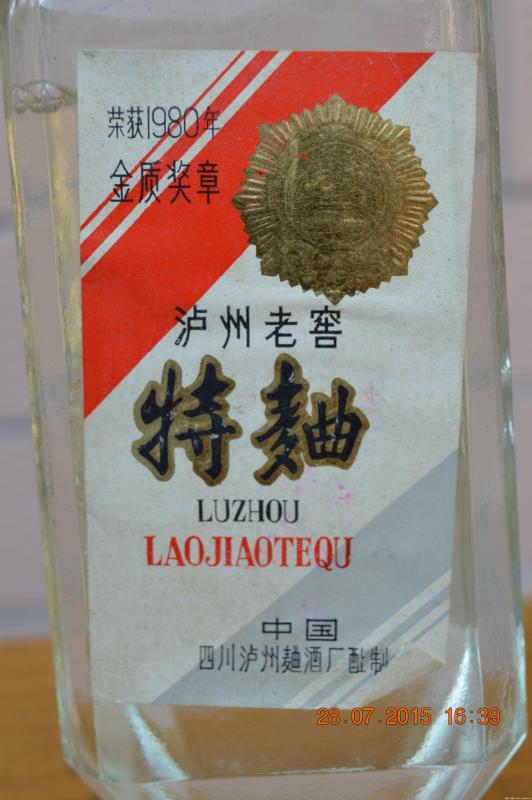 荣获1980年
金质奖章
泸州老窖
特麯
LUZHOU
LAOJIAOTEQU
中国
四川泸州麯酒厂酝制
28.07.2015 16:39